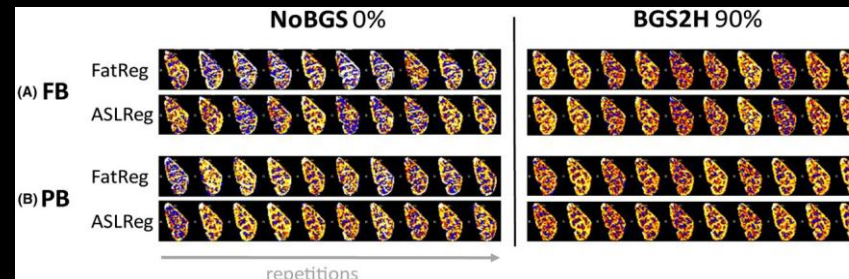 NoBGS 0%
BGS2H 90%
(A) FB
FatReg
ASLReg
(B) PB
FatReg
ASLReg
repetitions